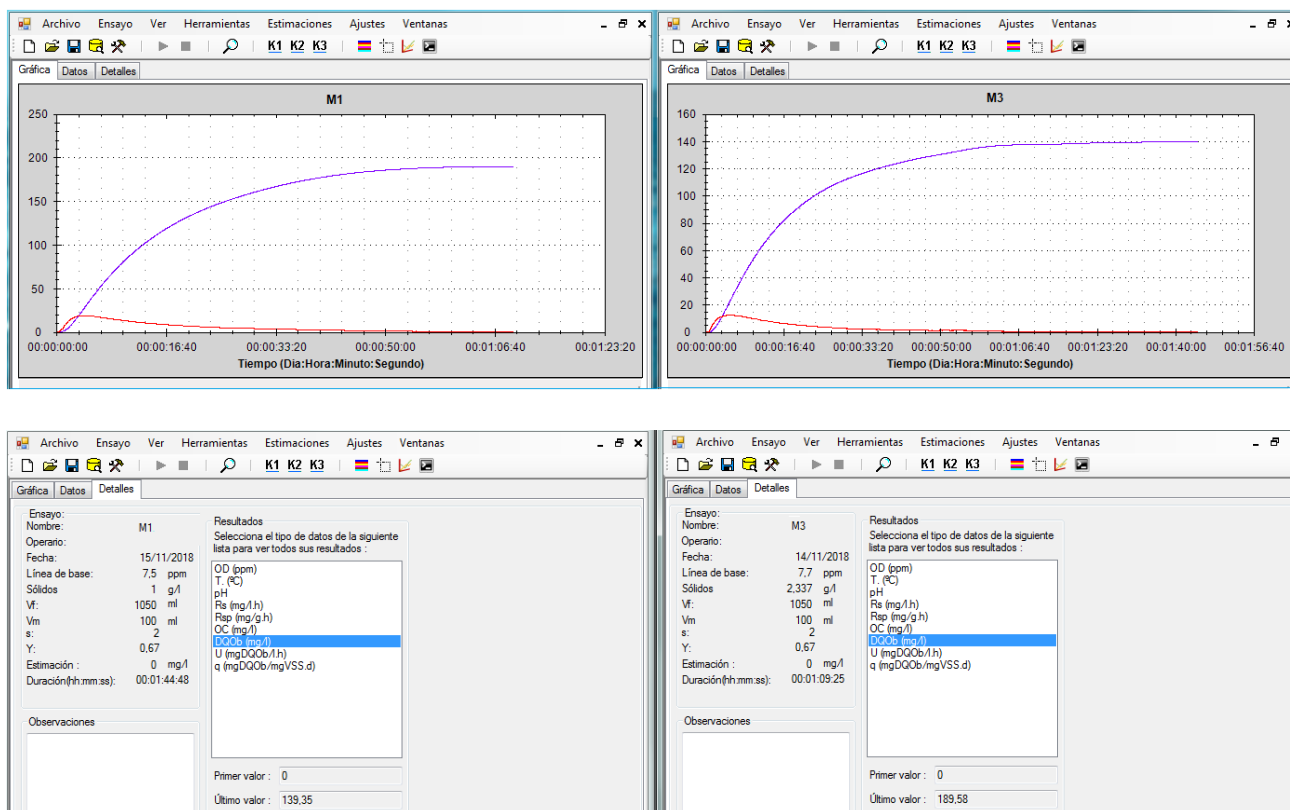 Archivo Ensayo Ver Herramientas Estimaciones Ajustes Ventanas
K1 K2 K3
Gráfica Datos Detalles
M1
250
200
150
100
50
0
00:00:00:00 00:00:16:40 00:00:33:20 00:00:50:00 00:01:06:40 00:01:23:20
Tiempo (Dia:Hora:Minuto:Segundo)
Archivo Ensayo Ver Herramientas Estimaciones Ajustes Ventanas
K1 K2 K3
Gráfica Datos Detalles
M3
160
140
120
100
80
60
40
20
0
00:00:00:00 00:00:16:40 00:00:33:20 00:00:50:00 00:01:06:40 00:01:23:20 00:01:40:00 00:01:56:40
Tiempo (Dia:Hora:Minuto:Segundo)
Archivo Ensayo Ver Herramientas Estimaciones Ajustes Ventanas
K1 K2 K3
Gráfica Datos Detalles
Ensayo:
Nombre: M1
Operario:
Fecha: 15/11/2018
Línea de base: 7,5 ppm
Sólidos 1 g/l
Vf: 1050 ml
Vm 100 ml
s: 2
Y: 0,67
Estimación : 0 mg/l
Duración(hh:mm:ss): 00:01:44:48
Observaciones
Resultados
Selecciona el tipo de datos de la siguiente
lista para ver todos sus resultados :
OD (ppm)
T. (ºC)
pH
Rs (mg/l.h)
Rsp (mg/g.h)
OC (mg/l)
DQOb (mg/l)
U (mgDQOb/l.h)
q (mgDQOb/mgVSS.d)
Primer valor : 0
Último valor : 139,35
Archivo Ensayo Ver Herramientas Estimaciones Ajustes Ventanas
K1 K2 K3
Gráfica Datos Detalles
Ensayo:
Nombre: M3
Operario:
Fecha: 14/11/2018
Línea de base: 7,7 ppm
Sólidos 2,337 g/l
Vf: 1050 ml
Vm 100 ml
s: 2
Y: 0,67
Estimación : 0 mg/l
Duración(hh:mm:ss): 00:01:09:25
Observaciones
Resultados
Selecciona el tipo de datos de la siguiente
lista para ver todos sus resultados :
OD (ppm)
T. (ºC)
pH
Rs (mg/l.h)
Rsp (mg/g.h)
OC (mg/l)
DQOb (mg/l)
U (mgDQOb/l.h)
q (mgDQOb/mgVSS.d)
Primer valor : 0
Último valor : 189,58